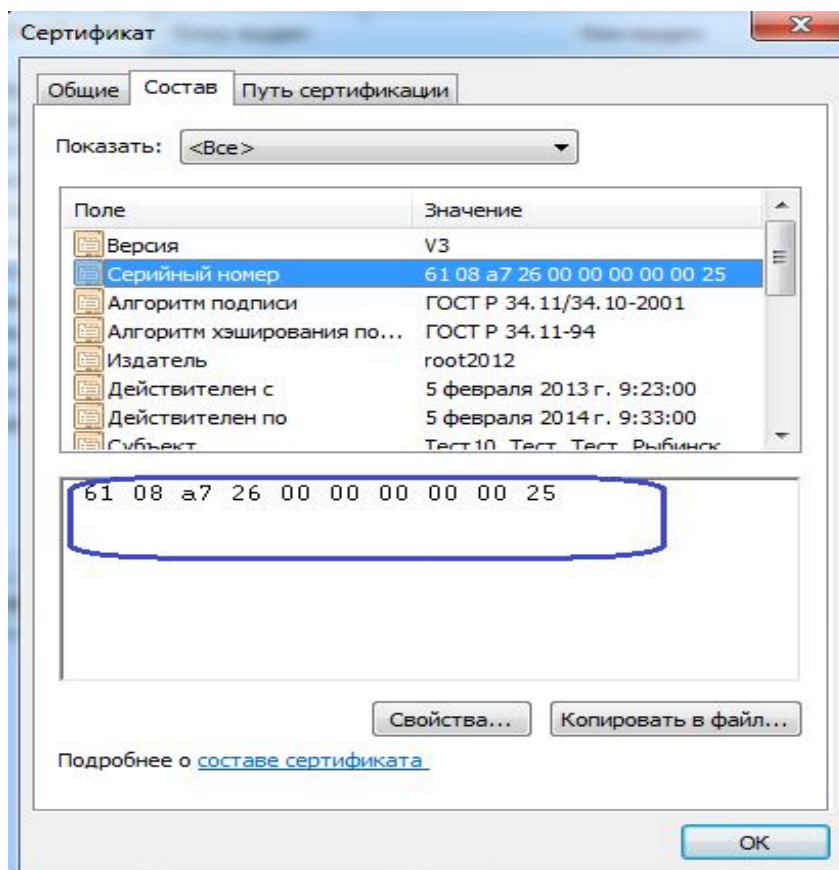 Сертификат
Общие Состав Путь сертификации
Показать: <Все>
Поле Значение
Версия V3
Серийный номер 61 08 a7 26 00 00 00 00 00 25
Алгоритм подписи ГОСТ Р 34.11/34.10-2001
Алгоритм хэширования по... ГОСТ Р 34.11-94
Издатель root2012
Действителен с 5 февраля 2013 г. 9:23:00
Действителен по 5 февраля 2014 г. 9:33:00
Субъект Тест10, Тест, Тест, Рыбинск
61 08 a7 26 00 00 00 00 00 25
Свойства... Копировать в файл...
Подробнее о составе сертификата
ОК